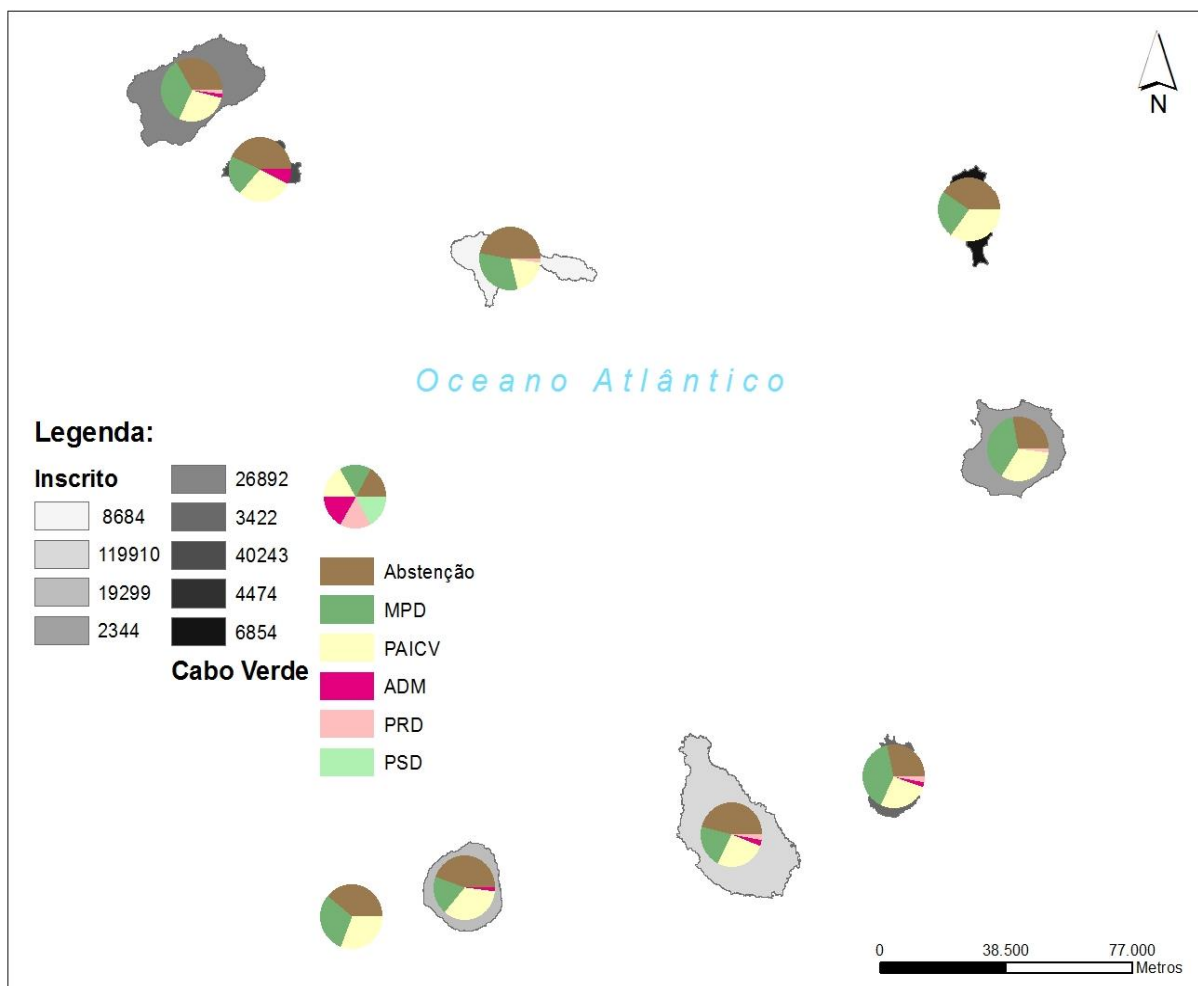 N
Oceano Atlântico
Legenda:
Inscrito
8684
119910
19299
2344
26892
3422
40243
4474
6854
Cabo Verde
Abstenção
MPD
PAICV
ADM
PRD
PSD
0 38.500 77.000
Metros